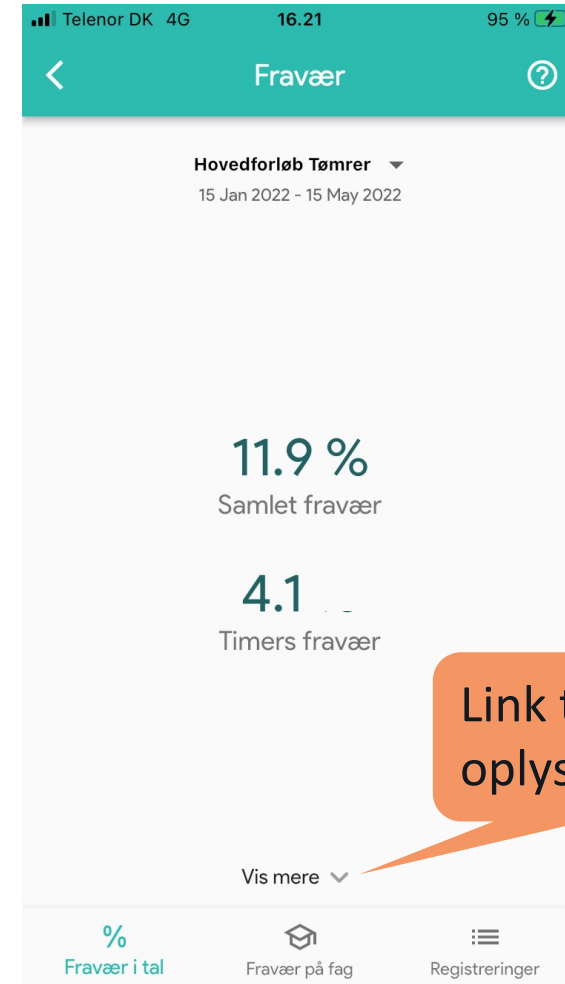 Telenor DK 4G 16.21 95 %
Fravær
Hovedforløb Tømrer
15 Jan 2022 - 15 May 2022
11.9 %
Samlet fravær
4.1
Timers fravær
Link
Vis mere
%
Fravær i tal Fravær på fag Registreringer